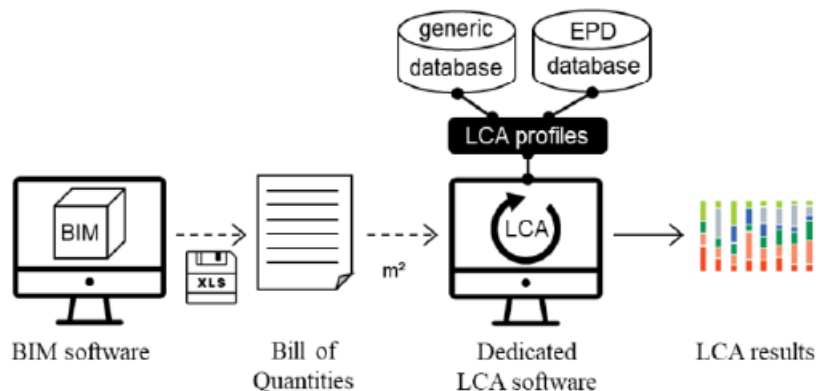 generic
database
EPD
database
LCA profiles
BIM
XLS
m²
LCA
BIM software
Bill of
Quantities
Dedicated
LCA software
LCA results